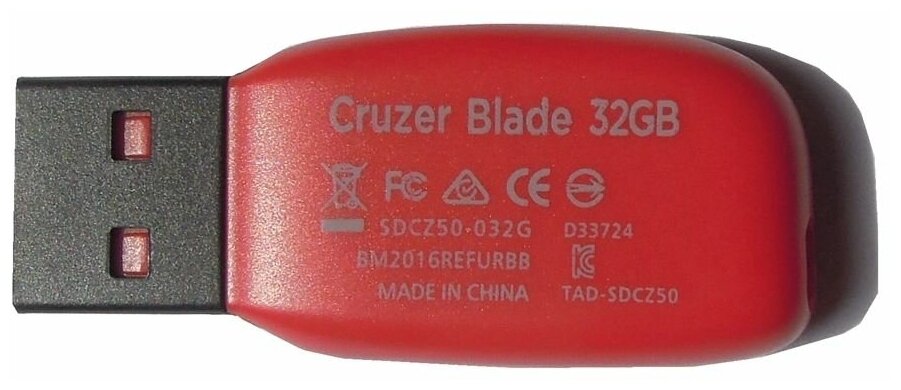 Cruzer Blade 32GB
FC CE
SDCZ50-032G D33724
BM2016REFURBB
MADE IN CHINA TAD-SDCZ50